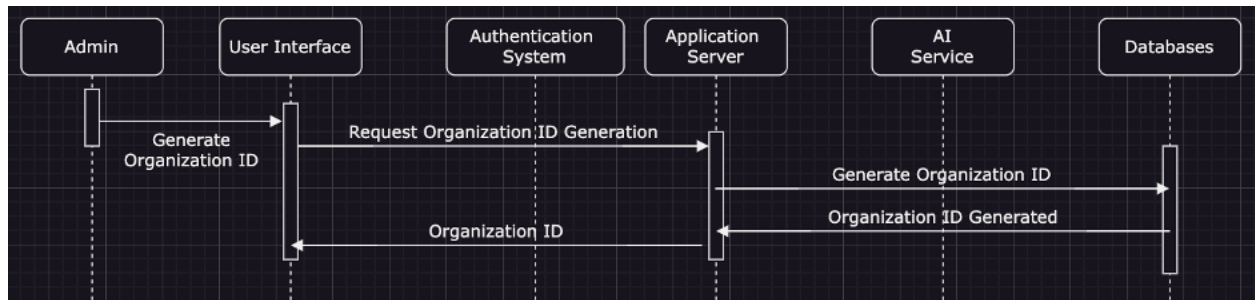 Admin
User Interface
Authentication
System
Application
Server
AI
Service
Databases
Generate
Organization ID
Request Organization ID Generation
Generate Organization ID
Organization ID Generated
Organization ID